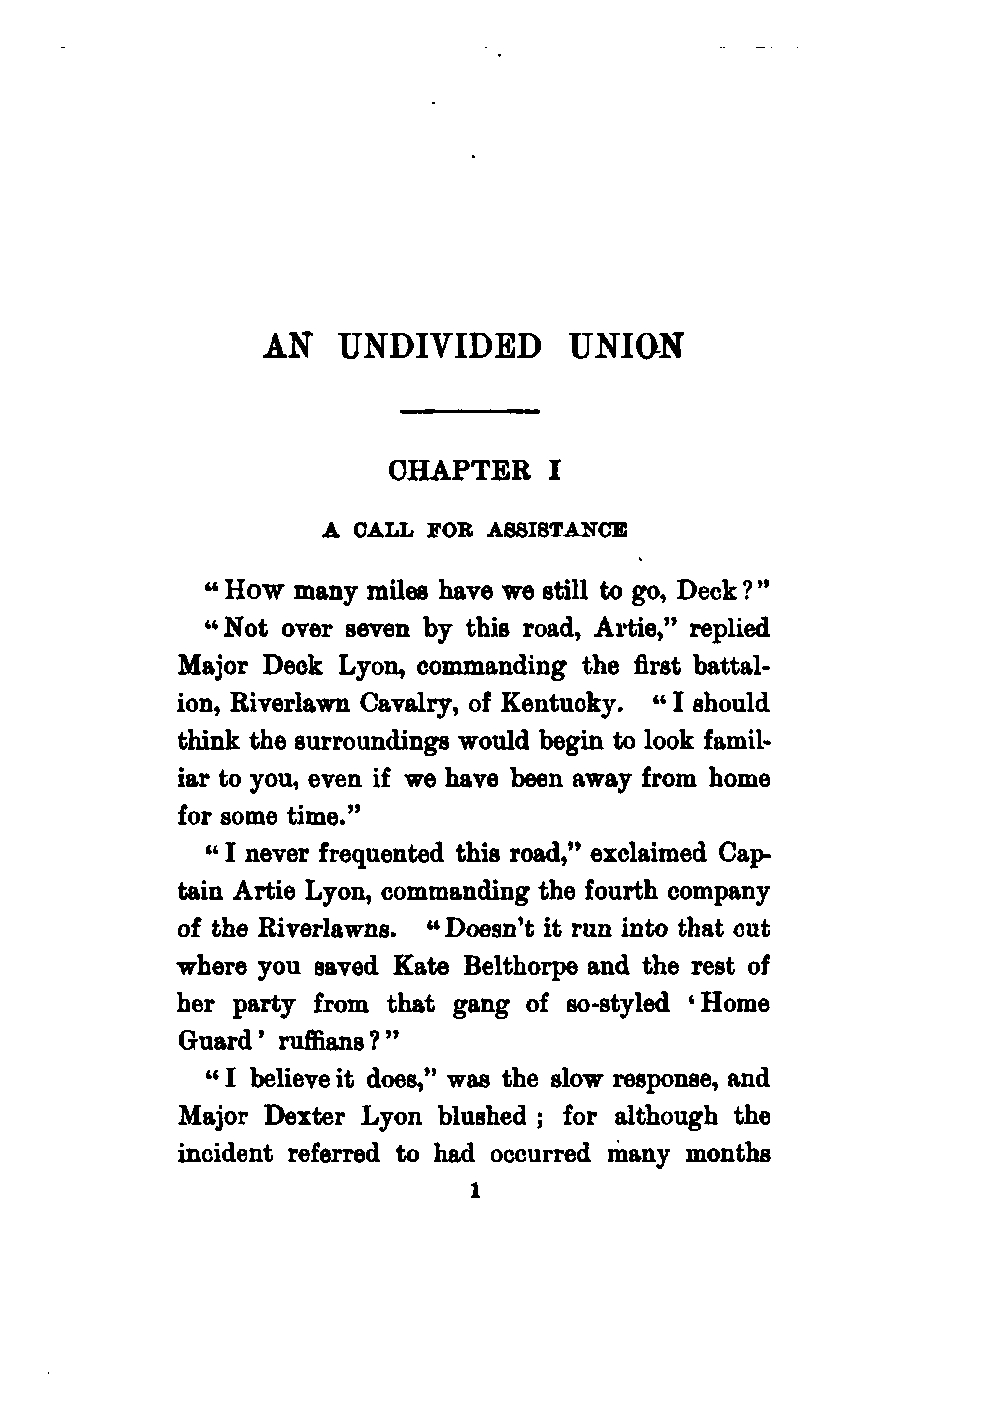 AN UNDIVIDED UNION
CHAPTER I
A CALL FOR ASSISTANCE
“How many miles have we still to go, Deck?”
“Not over seven by this road, Artie,” replied
Major Deck Lyon, commanding the first battal-
ion, Riverlawn Cavalry, of Kentucky. “I should
think the surroundings would begin to look famil-
iar to you, even if we have been away from home
for some time.”
“I never frequented this road,” exclaimed Cap-
tain Artie Lyon, commanding the fourth company
of the Riverlawns. “Doesn’t it run into that cut
where you saved Kate Belthorpe and the rest of
her party from that gang of so-styled ‘Home
Guard’ ruffians?”
“I believe it does,” was the slow response, and
Major Dexter Lyon blushed; for although the
incident referred to had occurred many months
1